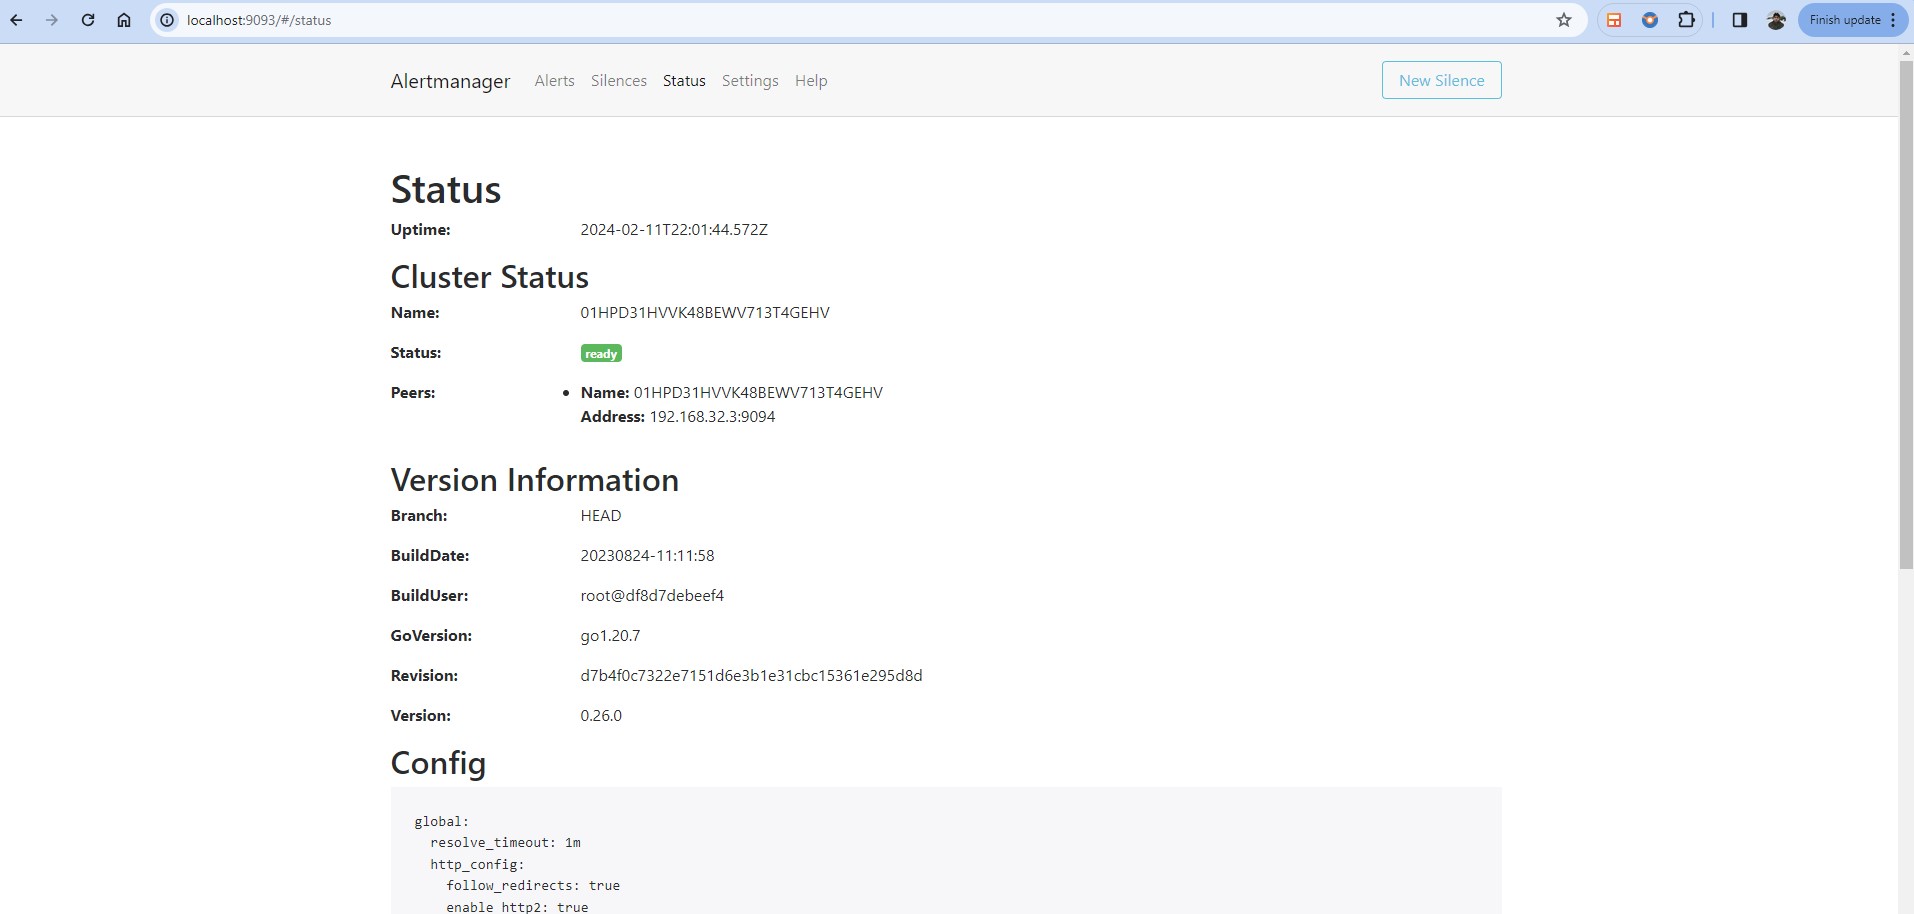 localhost:9093/#/status
Finish update
Alertmanager Alerts Silences Status Settings Help New Silence
Status
Uptime: 2024-02-11T22:01:44.572Z
Cluster Status
Name: 01HPD31HVVK48BEWV713T4GEHV
Status: ready
Peers: • Name: 01HPD31HVVK48BEWV713T4GEHV
Address: 192.168.32.3:9094
Version Information
Branch: HEAD
BuildDate: 20230824-11:11:58
BuildUser: root@df8d7debeef4
GoVersion: go1.20.7
Revision: d7b4f0c7322e7151d6e3b1e31cbc15361e295d8d
Version: 0.26.0
Config
global:
  resolve_timeout: 1m
  http_config:
    follow_redirects: true
    enable_http2: true